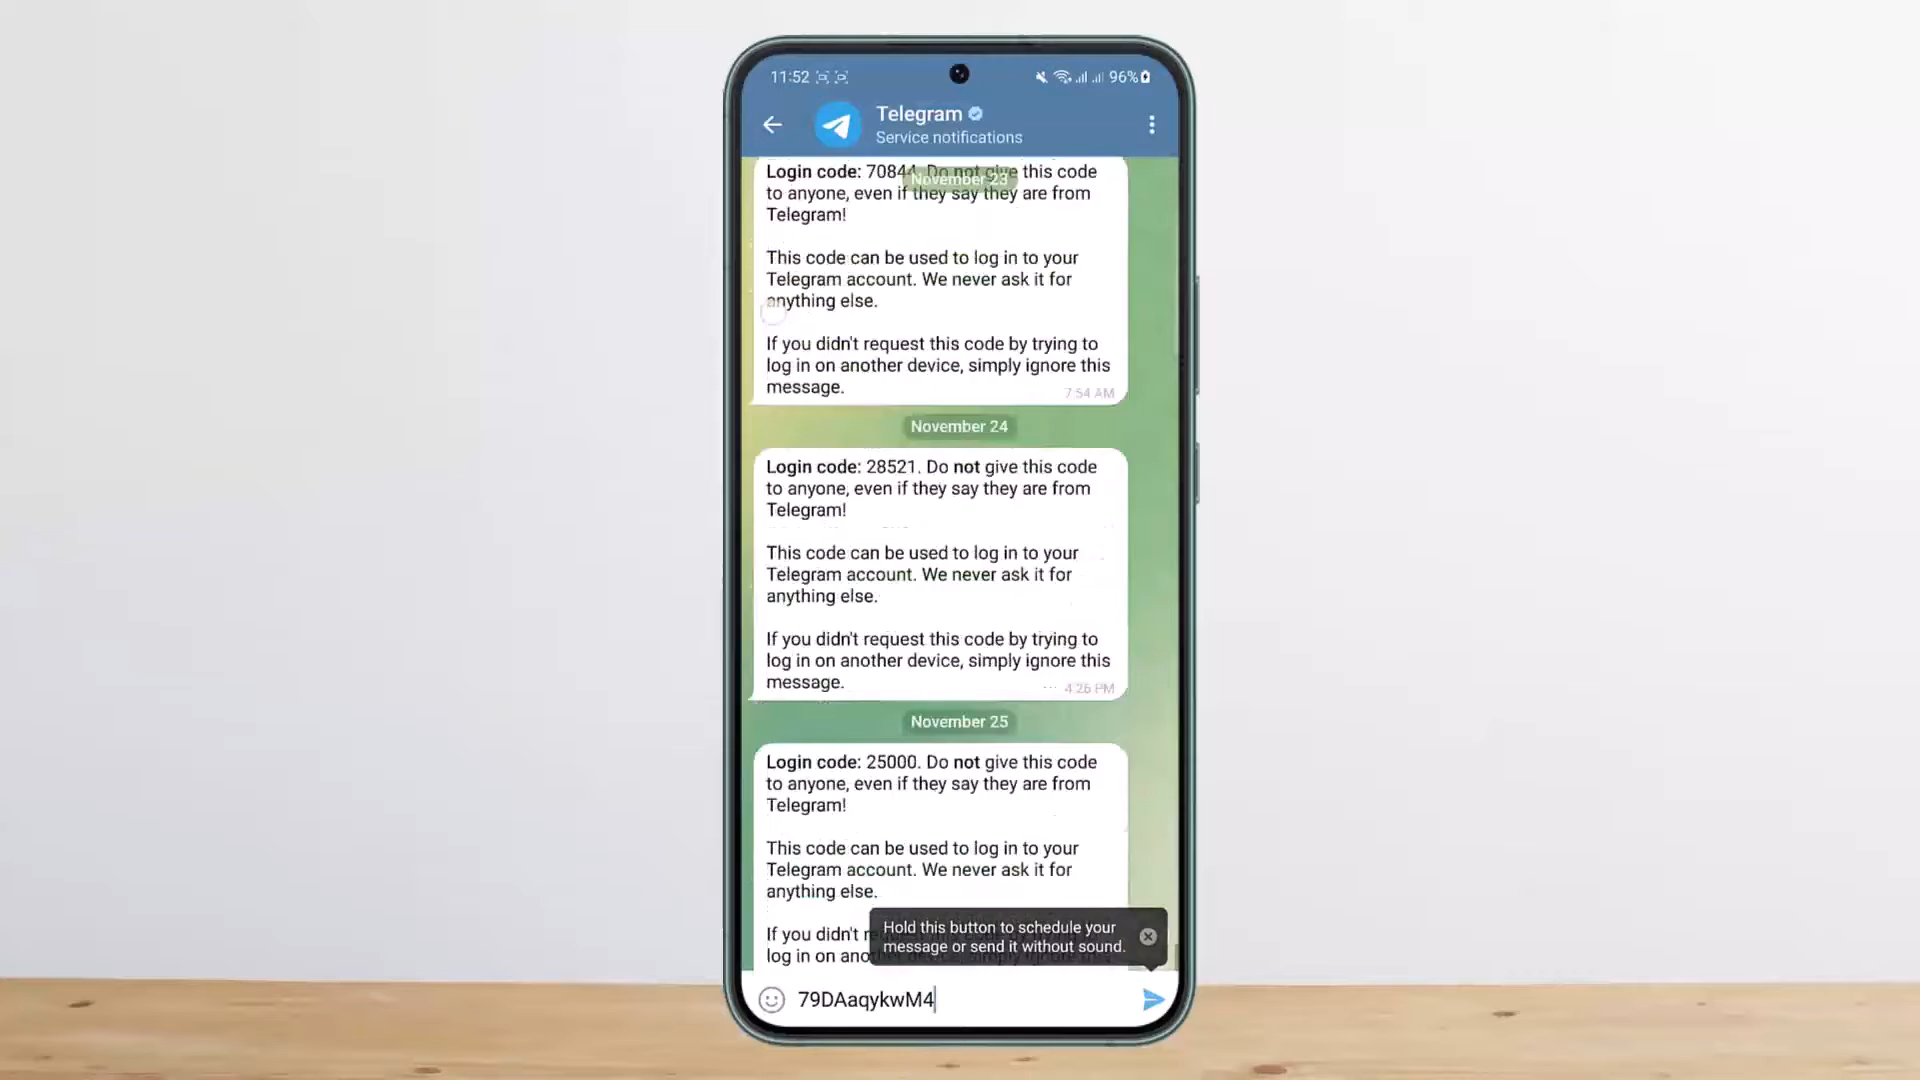 11:52 96%
Telegram
Service notifications
Login code: 70844. Do not give this code
November 23
to anyone, even if they say they are from
Telegram!
This code can be used to log in to your
Telegram account. We never ask it for
anything else.
If you didn't request this code by trying to
log in on another device, simply ignore this
message.
7:54 AM
November 24
Login code: 28521. Do not give this code
to anyone, even if they say they are from
Telegram!
This code can be used to log in to your
Telegram account. We never ask it for
anything else.
If you didn't request this code by trying to
log in on another device, simply ignore this
message.
4:26 PM
November 25
Login code: 25000. Do not give this code
to anyone, even if they say they are from
Telegram!
This code can be used to log in to your
Telegram account. We never ask it for
anything else.
If you didn't
log in on
Hold this button to schedule your
message or send it without sound.
79DAaqykwM4